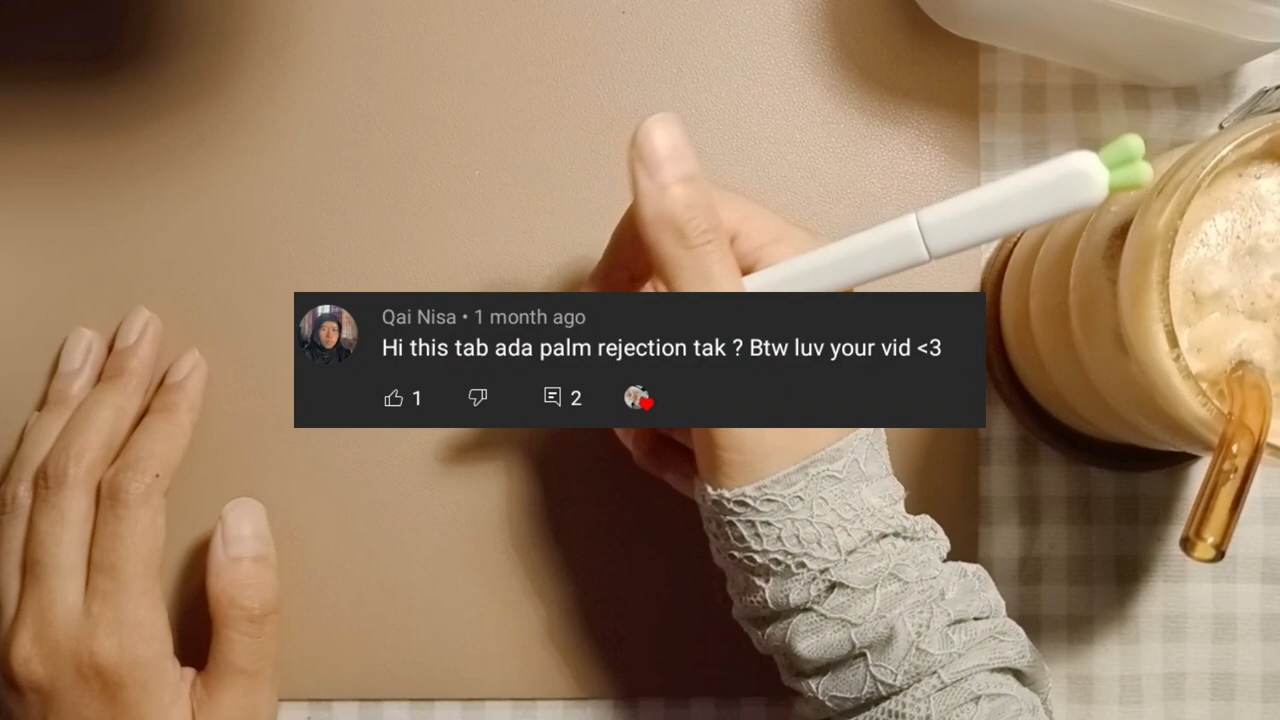 Qai Nisa • 1 month ago
Hi this tab ada palm rejection tak ? Btw luv your vid <3
1
2